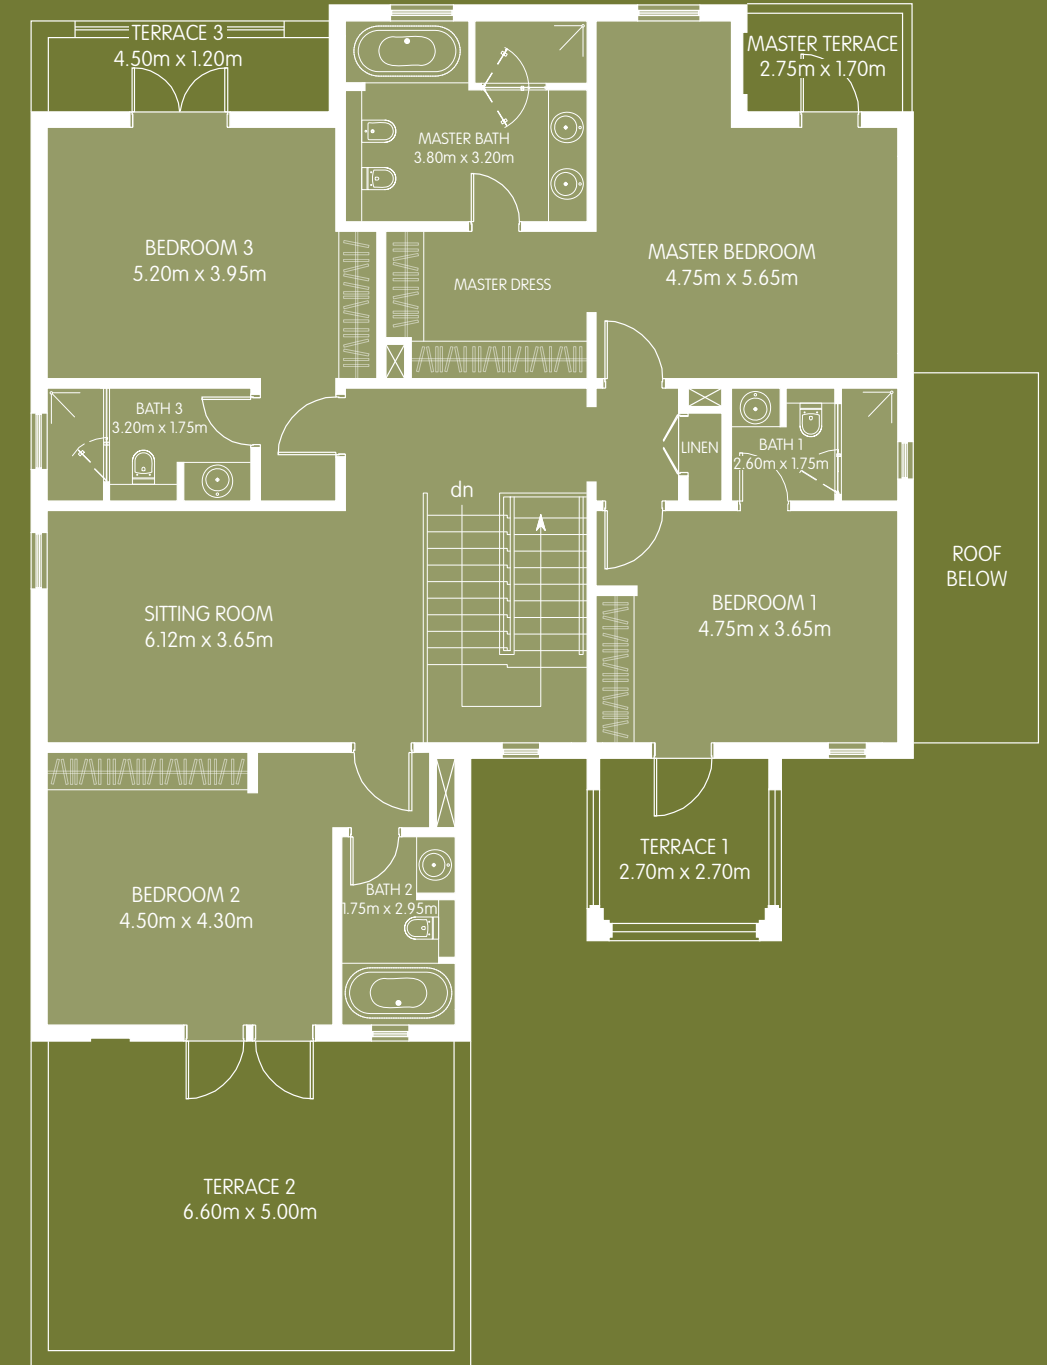 TERRACE 3
4.50m x 1.20m
MASTER TERRACE
2.75m x 1.70m
MASTER BATH
3.80m x 3.20m
BEDROOM 3
5.20m x 3.95m
MASTER DRESS
MASTER BEDROOM
4.75m x 5.65m
BATH 3
3.20m x 1.75m
LINEN
BATH 1
2.60m x 1.75m
dn
ROOF
BELOW
SITTING ROOM
6.12m x 3.65m
BEDROOM 1
4.75m x 3.65m
TERRACE 1
2.70m x 2.70m
BEDROOM 2
4.50m x 4.30m
BATH 2
1.75m x 2.95m
TERRACE 2
6.60m x 5.00m